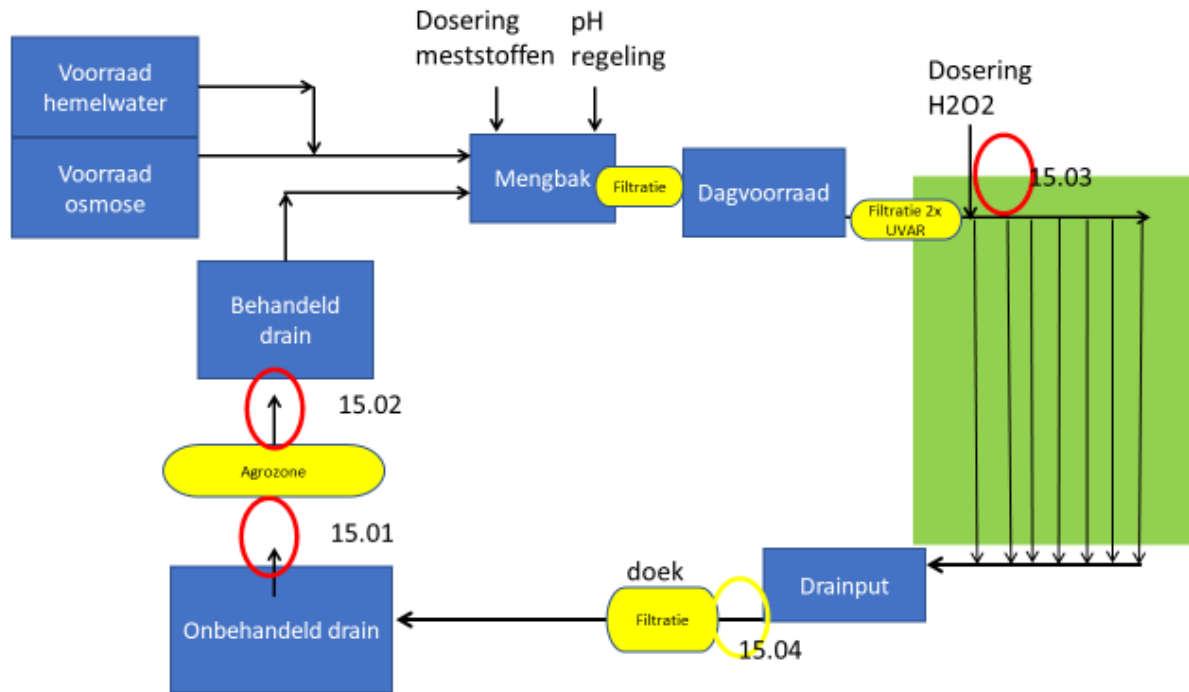 Dosering
meststoffen
pH
regeling
Voorraad
hemelwater
Dosering
H2O2
Voorraad
osmose
Mengbak
Filtratie
Dagvoorraad
15.03
Filtratie 2x
UVAR
Behandeld
drain
15.02
Agrozone
15.01
doek
Drainput
Filtratie
Onbehandeld drain
15.04